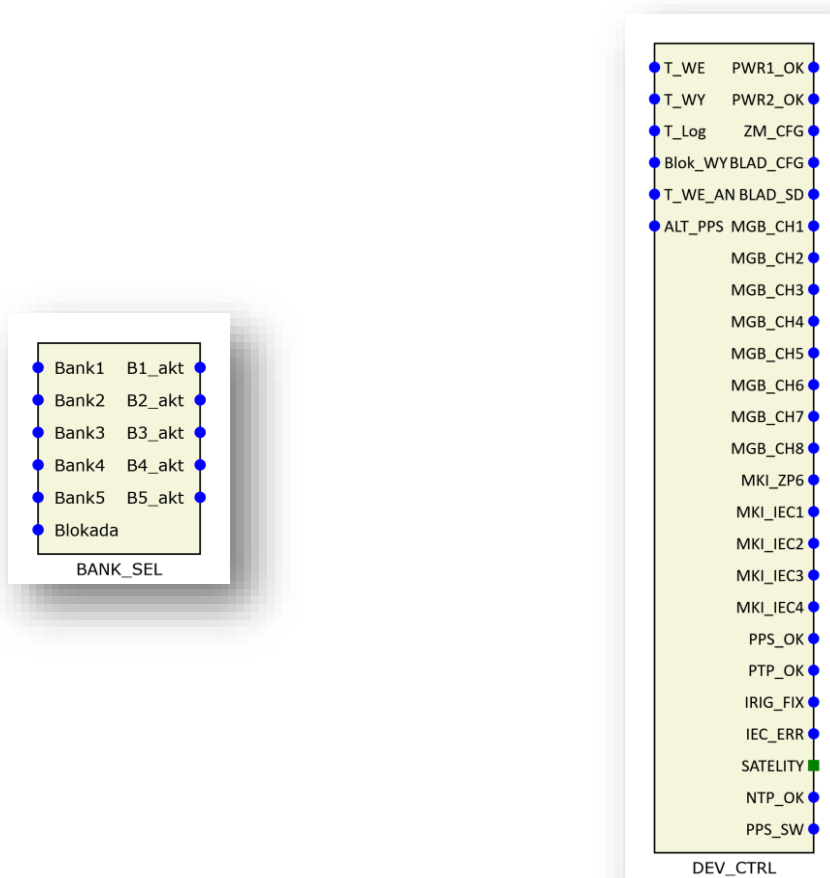 Bank1 B1_akt
Bank2 B2_akt
Bank3 B3_akt
Bank4 B4_akt
Bank5 B5_akt
Blokada
BANK_SEL
T_WE PWR1_OK
T_WY PWR2_OK
T_Log ZM_CFG
Blok_WY BLAD_CFG
T_WE_AN BLAD_SD
ALT_PPS MGB_CH1
MGB_CH2
MGB_CH3
MGB_CH4
MGB_CH5
MGB_CH6
MGB_CH7
MGB_CH8
MKI_ZP6
MKI_IEC1
MKI_IEC2
MKI_IEC3
MKI_IEC4
PPS_OK
PTP_OK
IRIG_FIX
IEC_ERR
SATELITY
NTP_OK
PPS_SW
DEV_CTRL